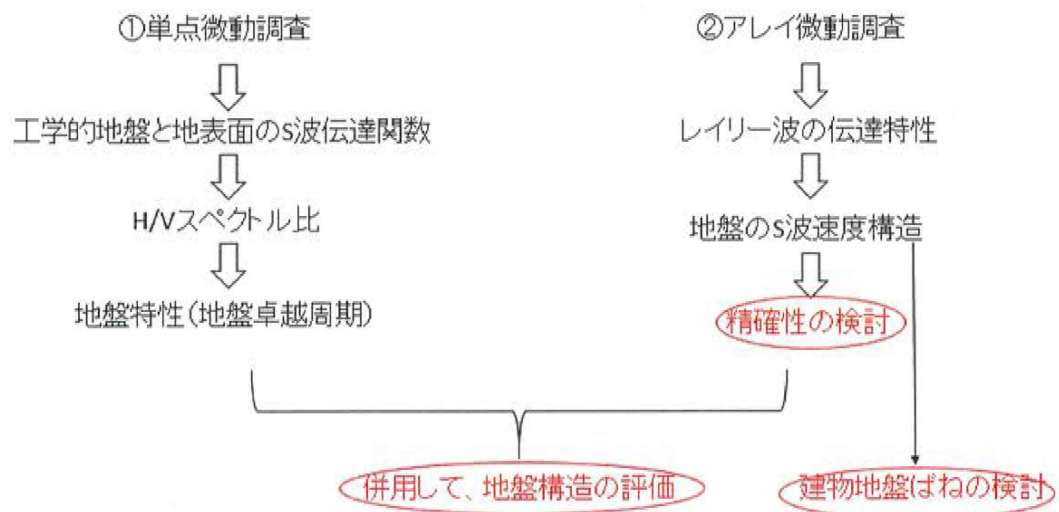 ①単点微動調査
工学的地盤と地表面のS波伝達関数
H/Vスペクトル比
地盤特性(地盤卓越周期)
②アレイ微動調査
レイリー波の伝達特性
地盤のS波速度構造
精確性の検討
併用して、地盤構造の評価
建物地盤ばねの検討